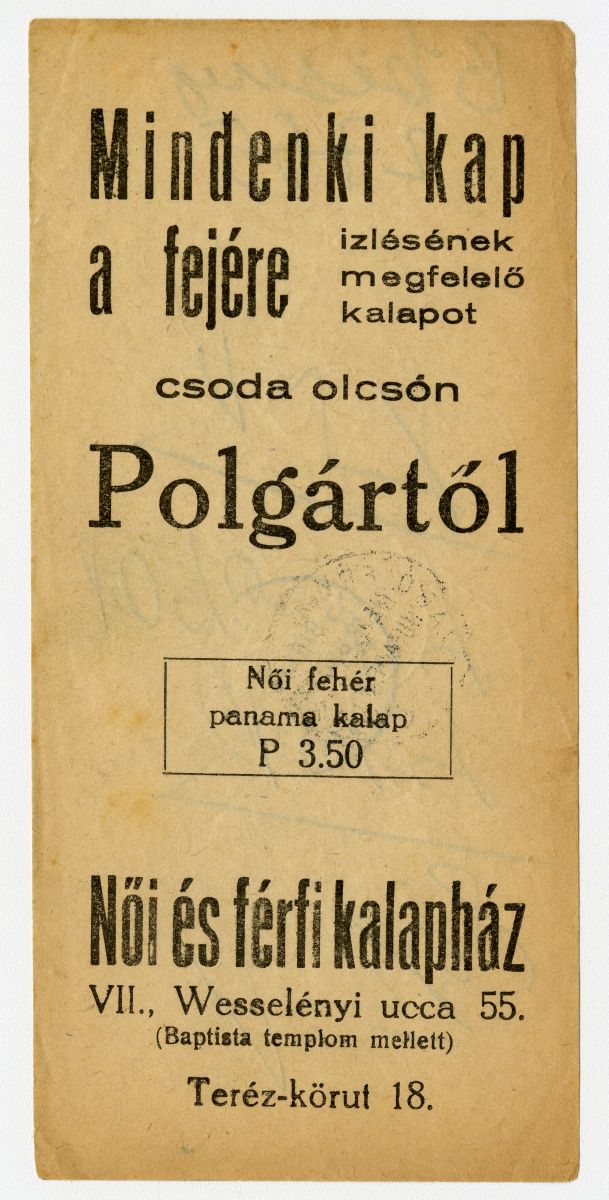 Mindenki kap
a fejére
izlésének
megfelelő
kalapot
csoda olcsón
Polgártól
Női fehér
panama kalap
P 3.50
Női és férfi kalapház
VII., Wesselényi ucca 55.
(Baptista templom mellett)
Teréz-körut 18.